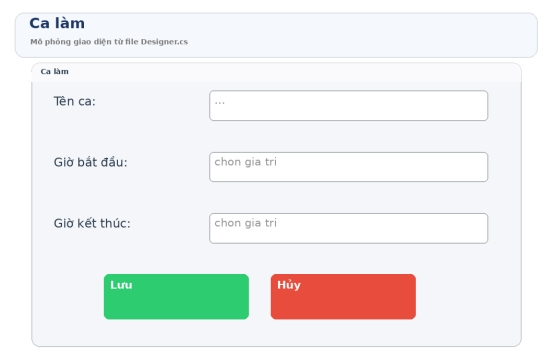 Ca làm
Mô phỏng giao diện từ file Designer.cs
Ca làm
Tên ca:
...
Giờ bắt đầu:
chon gia tri
Giờ kết thúc:
chon gia tri
Lưu
Hủy